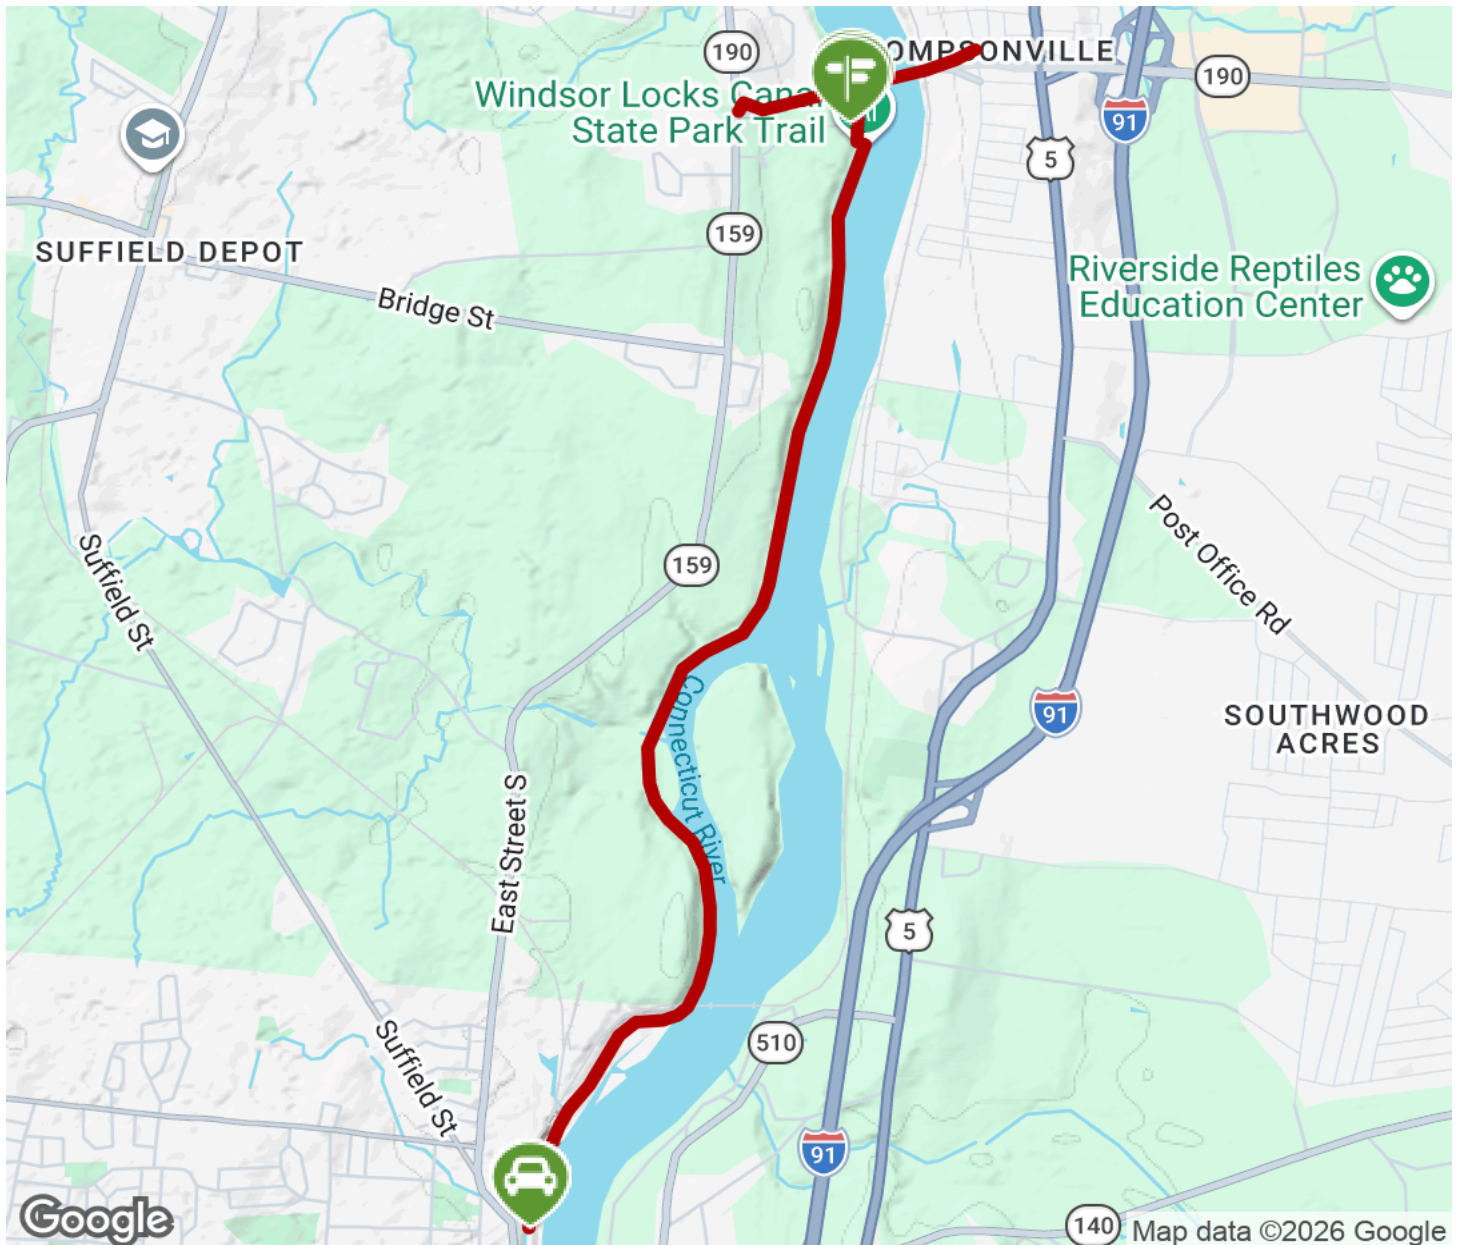 190
OMPSONVILLE
190
Windsor Locks Canal
State Park Trail
91
5
159
SUFFIELD DEPOT
Riverside Reptiles
Education Center
Bridge St
159
Post Office Rd
Suffield St
Connecticut River
91
SOUTHWOOD
ACRES
East Street S
5
510
Suffield St
91
140
Google
Map data ©2026 Google